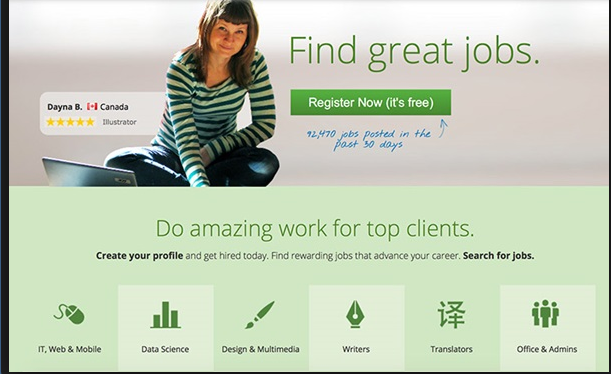 Find great jobs.
Register Now (it's free)
Dayna B. Canada
Illustrator
92,470 jobs posted in the
past 30 days
Do amazing work for top clients.
Create your profile and get hired today. Find rewarding jobs that advance your career. Search for jobs.
译
IT, Web & Mobile
Data Science
Design & Multimedia
Writers
Translators
Office & Admins